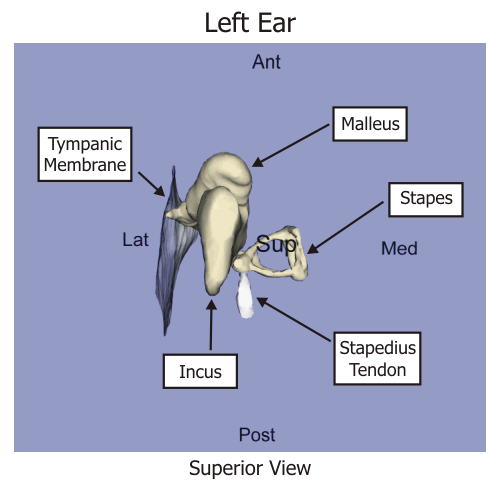 Left Ear
Ant
Malleus
Tympanic
Membrane
Stapes
Lat
Sup
Med
Stapedius
Tendon
Incus
Post
Superior View